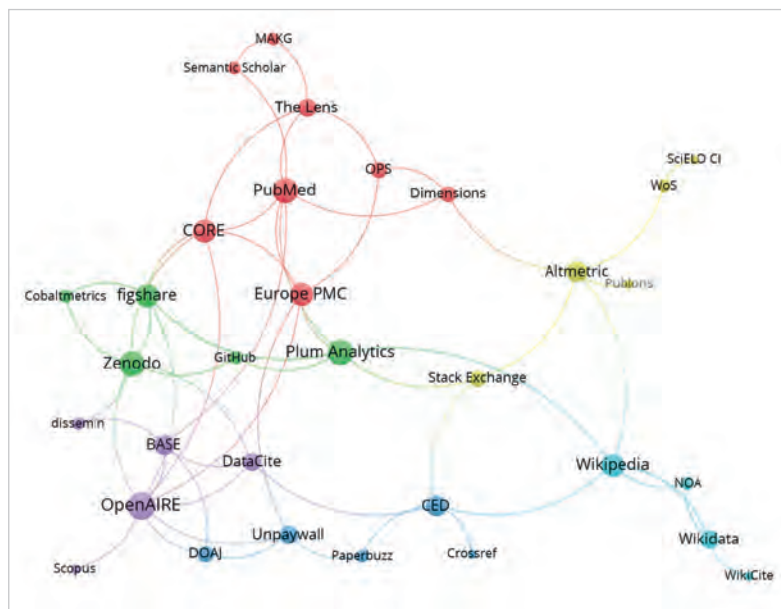 MAKG
Semantic Scholar
The Lens
SciELO CI
OPS
WoS
PubMed
Dimensions
CORE
Altmetric
Publons
Cobaltmetrics
figshare
Europe PMC
Zenodo
GitHub
Plum Analytics
Stack Exchange
dissemin
BASE
DataCite
Wikipedia
NOA
OpenAIRE
CED
Unpaywall
Wikidata
DOAJ
Paperbuzz
Crossref
Scopus
WikiCite